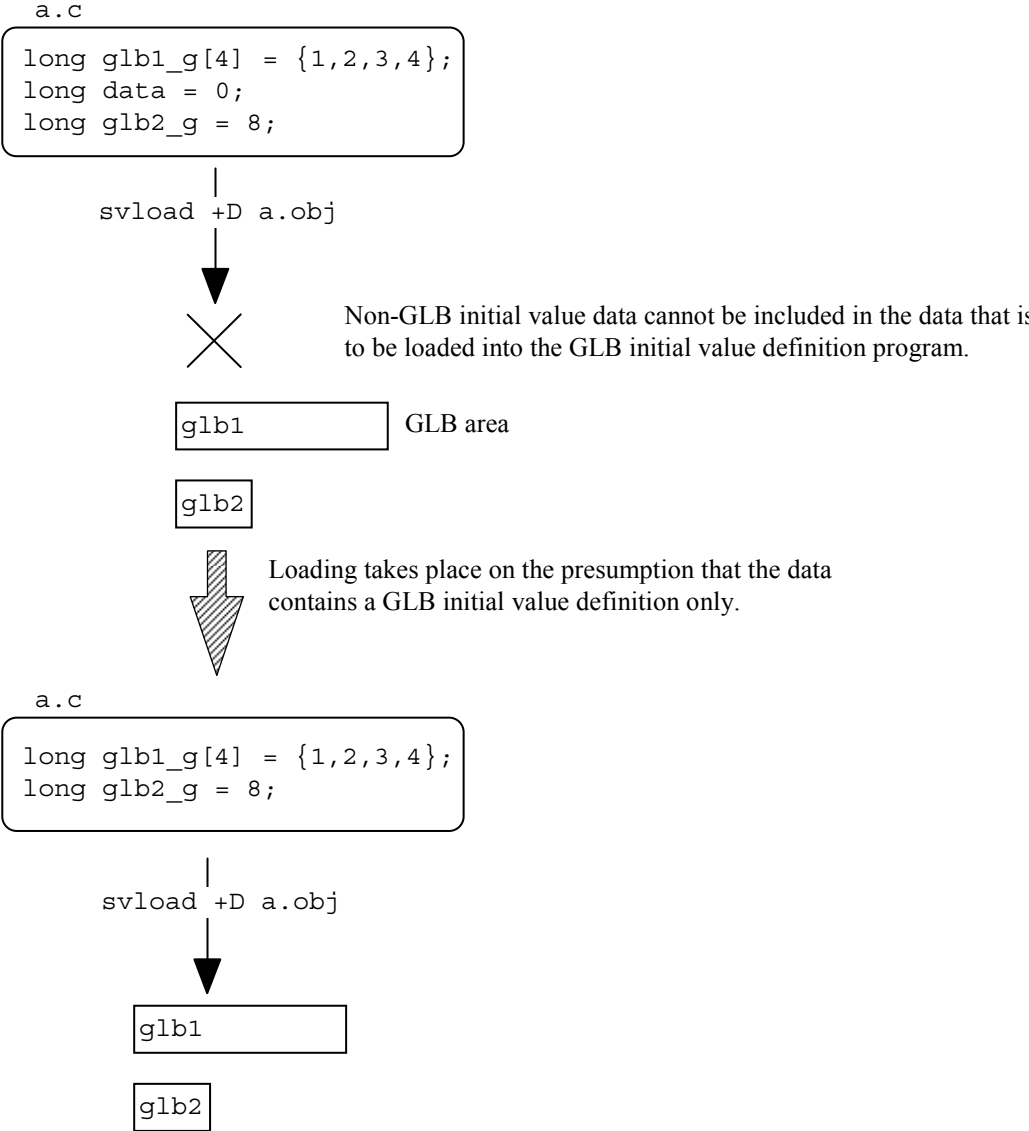 a.c
long glb1_g[4] = {1,2,3,4};
long data = 0;
long glb2_g = 8;
svload +D a.obj
Non-GLB initial value data cannot be included in the data that is
to be loaded into the GLB initial value definition program.
glb1
GLB area
glb2
Loading takes place on the presumption that the data
contains a GLB initial value definition only.
a.c
long glb1_g[4] = {1,2,3,4};
long glb2_g = 8;
svload +D a.obj
glb1
glb2